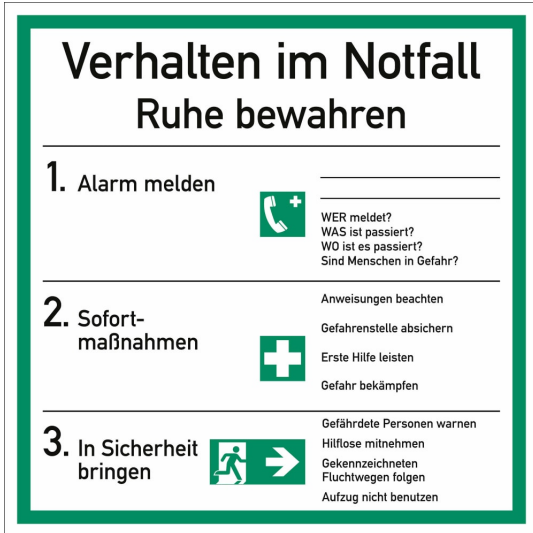 Verhalten im Notfall
Ruhe bewahren
1. Alarm melden
WER meldet?
WAS ist passiert?
WO ist es passiert?
Sind Menschen in Gefahr?
2. Sofort-
maßnahmen
Anweisungen beachten
Gefahrenstelle absichern
Erste Hilfe leisten
Gefahr bekämpfen
3. In Sicherheit
bringen
Gefährdete Personen warnen
Hilflose mitnehmen
Gekennzeichneten
Fluchtwegen folgen
Aufzug nicht benutzen